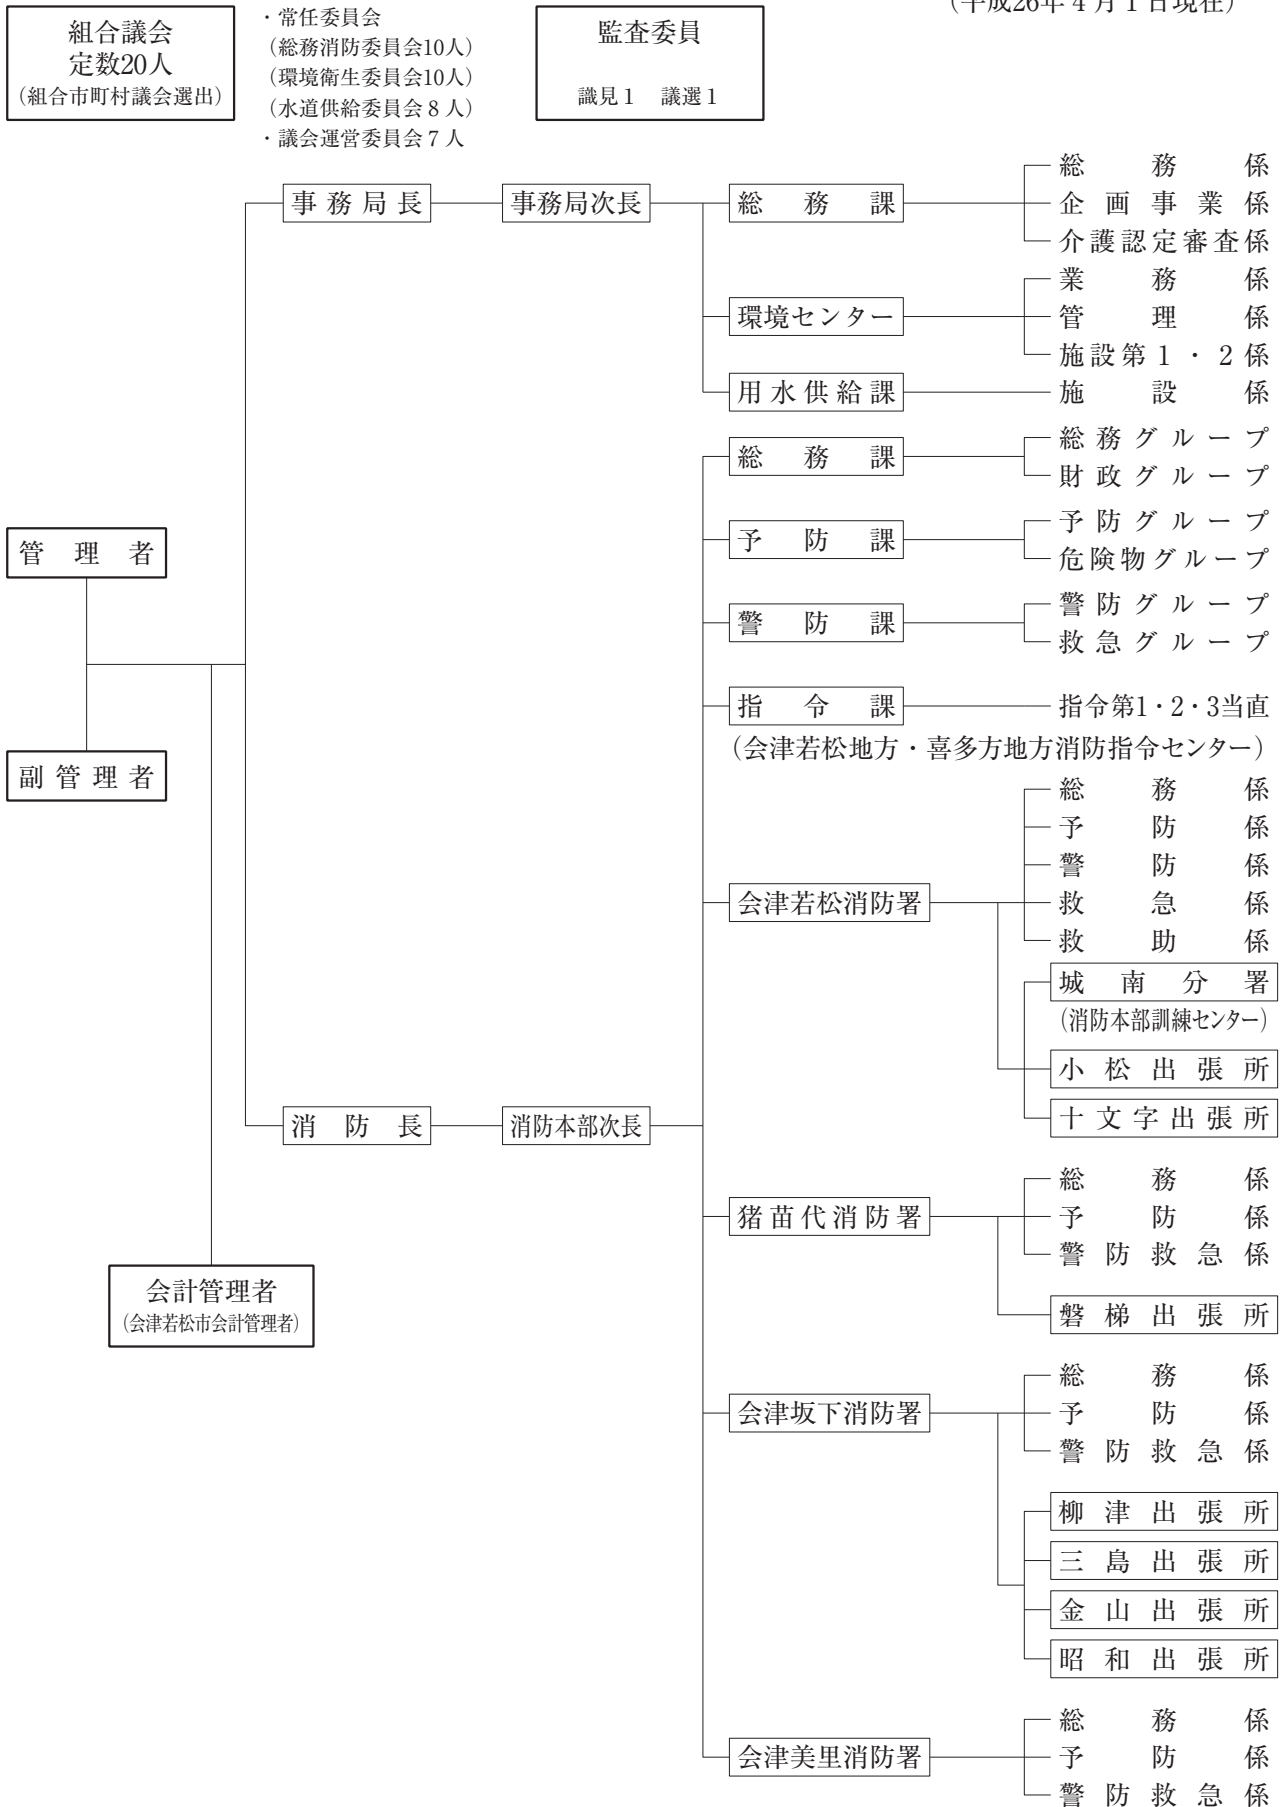 (平成26年4月1日現在)
組合議会
定数20人
(組合市町村議会選出)
・常任委員会
(総務消防委員会10人)
(環境衛生委員会10人)
(水道供給委員会8人)
・議会運営委員会7人
監査委員
識見1 議選1
管理者
副管理者
会計管理者
(会津若松市会計管理者)
事務局長
事務局次長
総務課
総務係
企画事業係
介護認定審査係
環境センター
業務係
管理係
施設第1・2係
用水供給課
施設係
消防長
消防本部次長
総務課
総務グループ
財政グループ
予防課
予防グループ
危険物グループ
警防課
警防グループ
救急グループ
指令課
指令第1・2・3当直
(会津若松地方・喜多方地方消防指令センター)
会津若松消防署
総務係
予防係
警防係
救急係
救助係
城南分署
(消防本部訓練センター)
小松出張所
十文字出張所
猪苗代消防署
総務係
予防係
警防救急係
磐梯出張所
会津坂下消防署
総務係
予防係
警防救急係
柳津出張所
三島出張所
金山出張所
昭和出張所
会津美里消防署
総務係
予防係
警防救急係